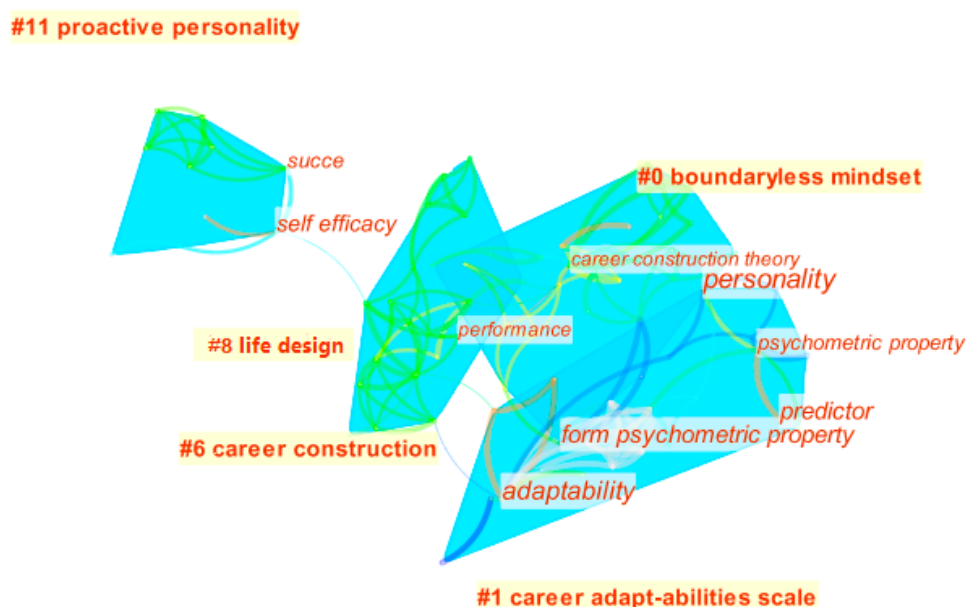 #11 proactive personality
succe
#0 boundaryless mindset
self efficacy
career construction theory
personality
performance
#8 life design
psychometric property
predictor
form psychometric property
#6 career construction
adaptability
#1 career adapt-abilities scale